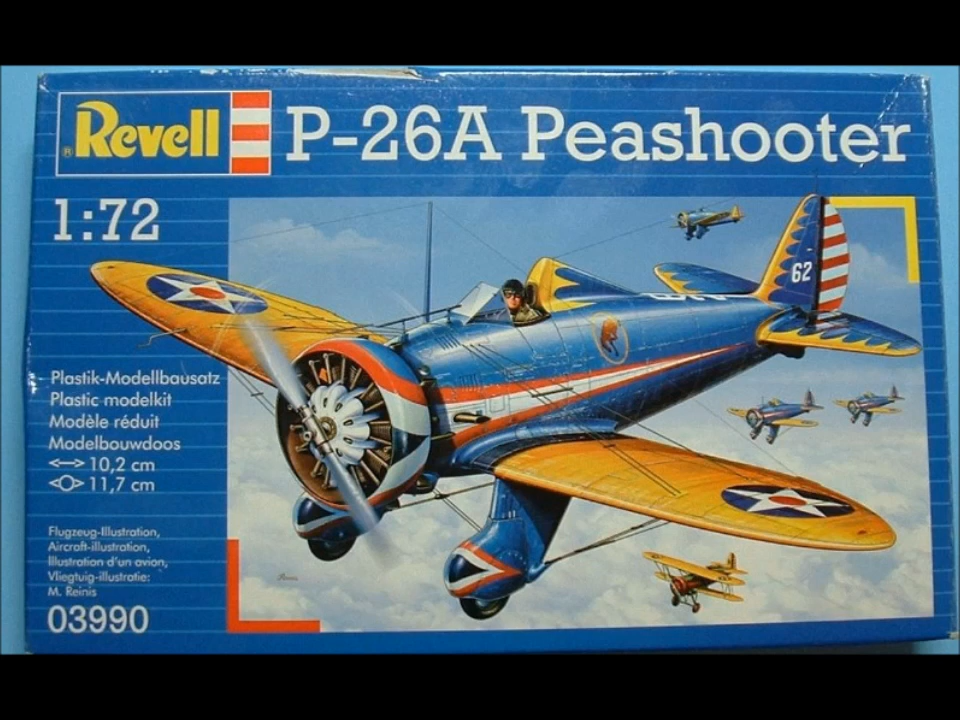 ® Revell
P-26A Peashooter
1:72
62
Plastik-Modellbausatz
Plastic modelkit
Modèle réduit
Modelbouwdoos
10,2 cm
11,7 cm
Flugzeug-Illustration,
Aircraft-illustration,
Illustration d'un avion,
Vliegtuig-illustratie:
M. Reinis
03990